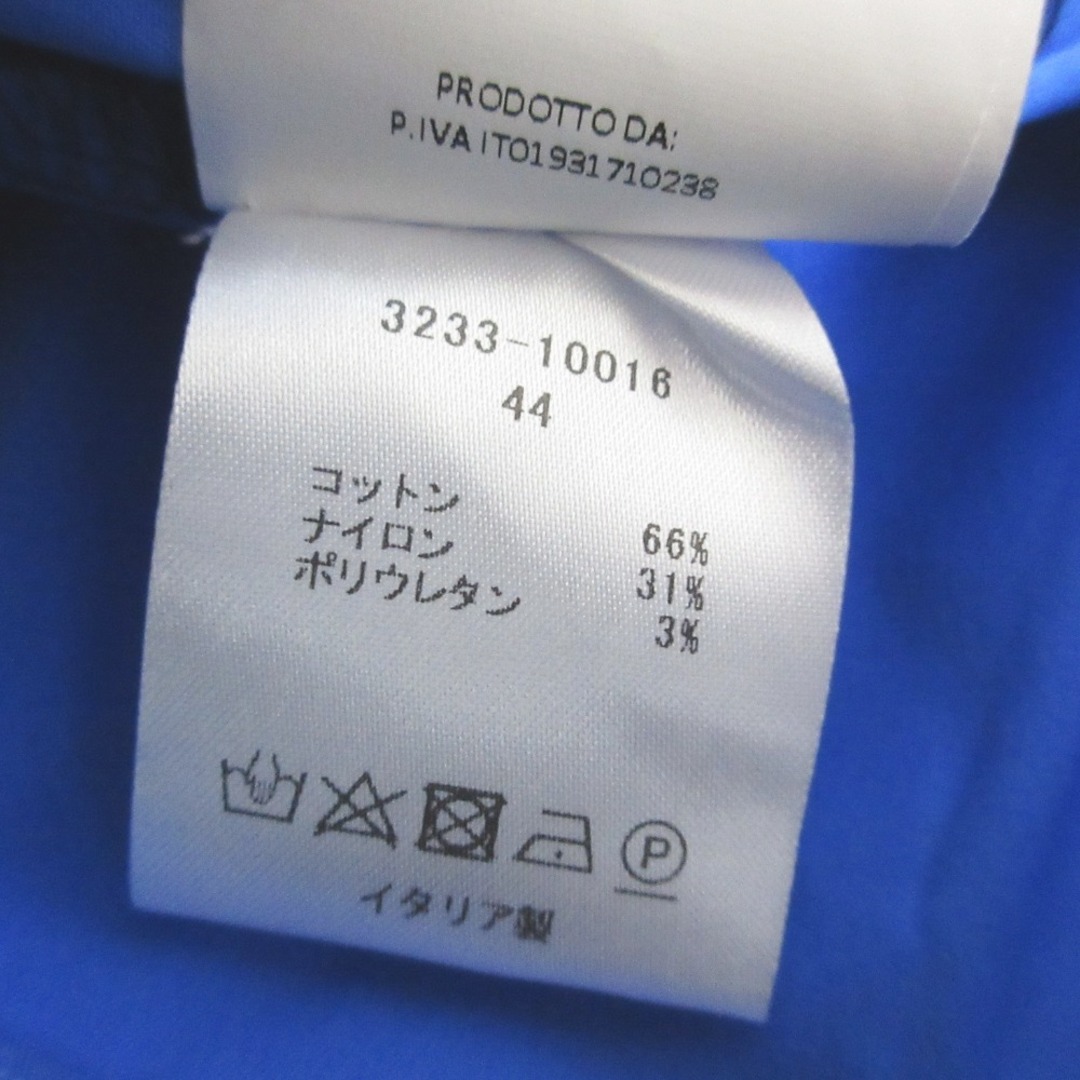 PRODOTTO DA:
P.IVA IT01931710238
3233-10016
44
コットン 66%
ナイロン 31%
ポリウレタン 3%
P
イタリア製